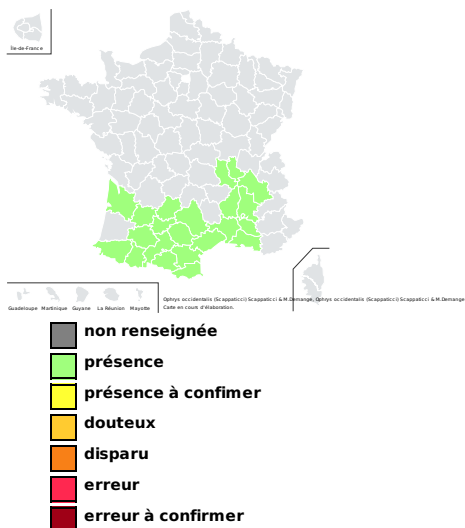 Île-de-France
Guadeloupe Martinique Guyane La Réunion Mayotte
Ophrys occidentalis (Scappaticci) Scappaticci & M.Demange, Ophrys occidentalis (Scappaticci) Scappaticci & M.Demange
Carte en cours d'élaboration.
non renseignée
présence
présence à confimer
douteux
disparu
erreur
erreur à confirmer